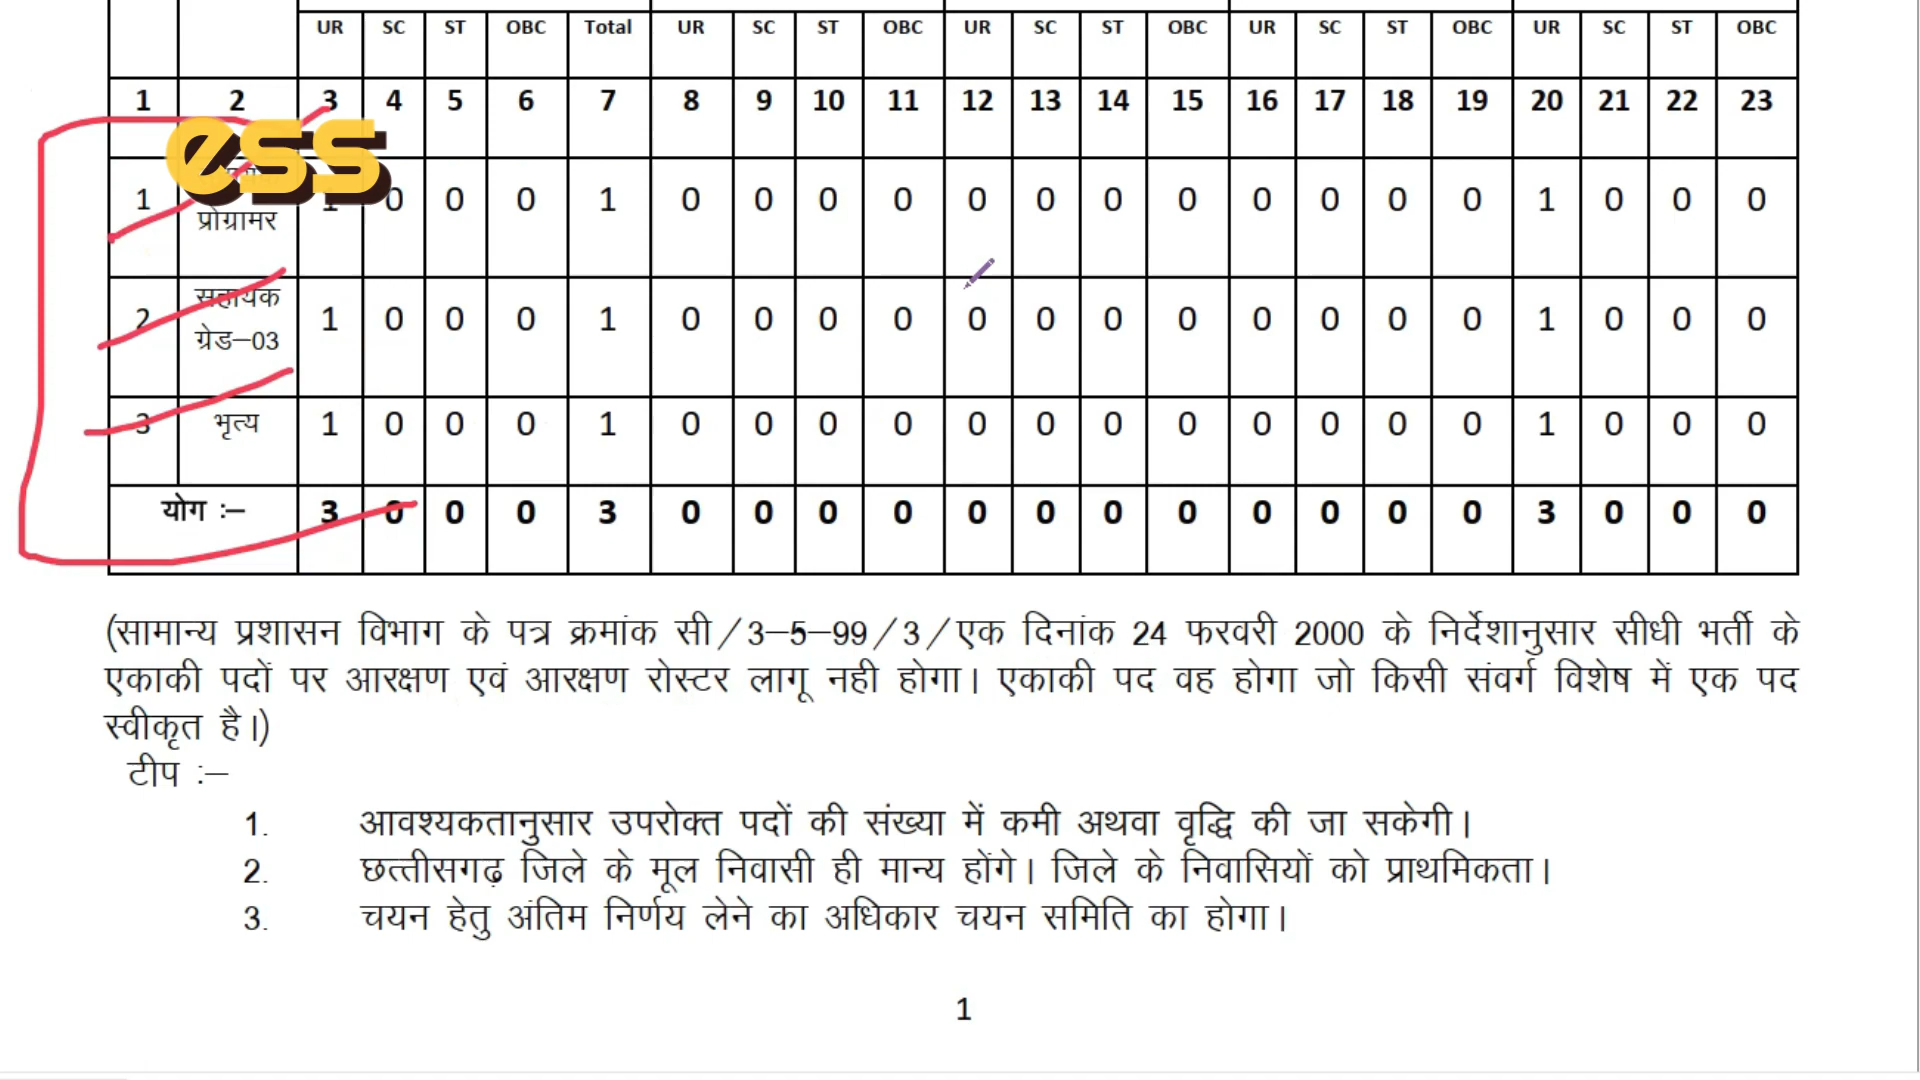 UR SC ST OBC Total UR SC ST OBC UR SC ST OBC UR SC ST OBC UR SC ST OBC
1 2 3 4 5 6 7 8 9 10 11 12 13 14 15 16 17 18 19 20 21 22 23
ess
1 प्रोग्रामर 1 0 0 0 1 0 0 0 0 0 0 0 0 0 0 0 0 1 0 0 0
2 सहायक ग्रेड–03 1 0 0 0 1 0 0 0 0 0 0 0 0 0 0 0 0 1 0 0 0
3 भृत्य 1 0 0 0 1 0 0 0 0 0 0 0 0 0 0 0 0 1 0 0 0
योग :– 3 0 0 0 3 0 0 0 0 0 0 0 0 0 0 0 0 3 0 0 0
(सामान्य प्रशासन विभाग के पत्र क्रमांक सी/3–5–99/3/एक दिनांक 24 फरवरी 2000 के निर्देशानुसार सीधी भर्ती के
एकाकी पदों पर आरक्षण एवं आरक्षण रोस्टर लागू नही होगा। एकाकी पद वह होगा जो किसी संवर्ग विशेष में एक पद
स्वीकृत है।)
टीप :–
1. आवश्यकतानुसार उपरोक्त पदों की संख्या में कमी अथवा वृद्धि की जा सकेगी।
2. छत्तीसगढ़ जिले के मूल निवासी ही मान्य होंगे। जिले के निवासियों को प्राथमिकता।
3. चयन हेतु अंतिम निर्णय लेने का अधिकार चयन समिति का होगा।
1